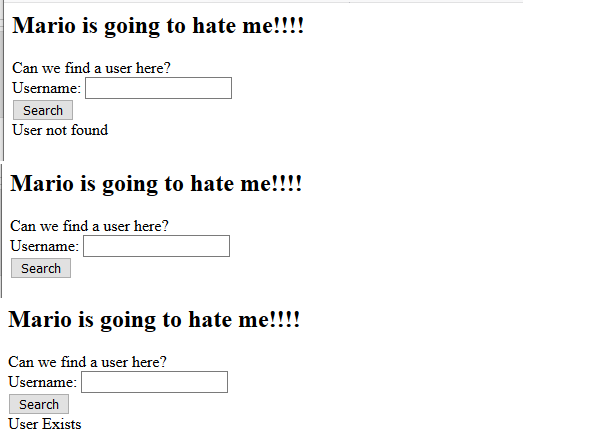 Mario is going to hate me!!!!
Can we find a user here?
Username:
Search
User not found
Mario is going to hate me!!!!
Can we find a user here?
Username:
Search
Mario is going to hate me!!!!
Can we find a user here?
Username:
Search
User Exists